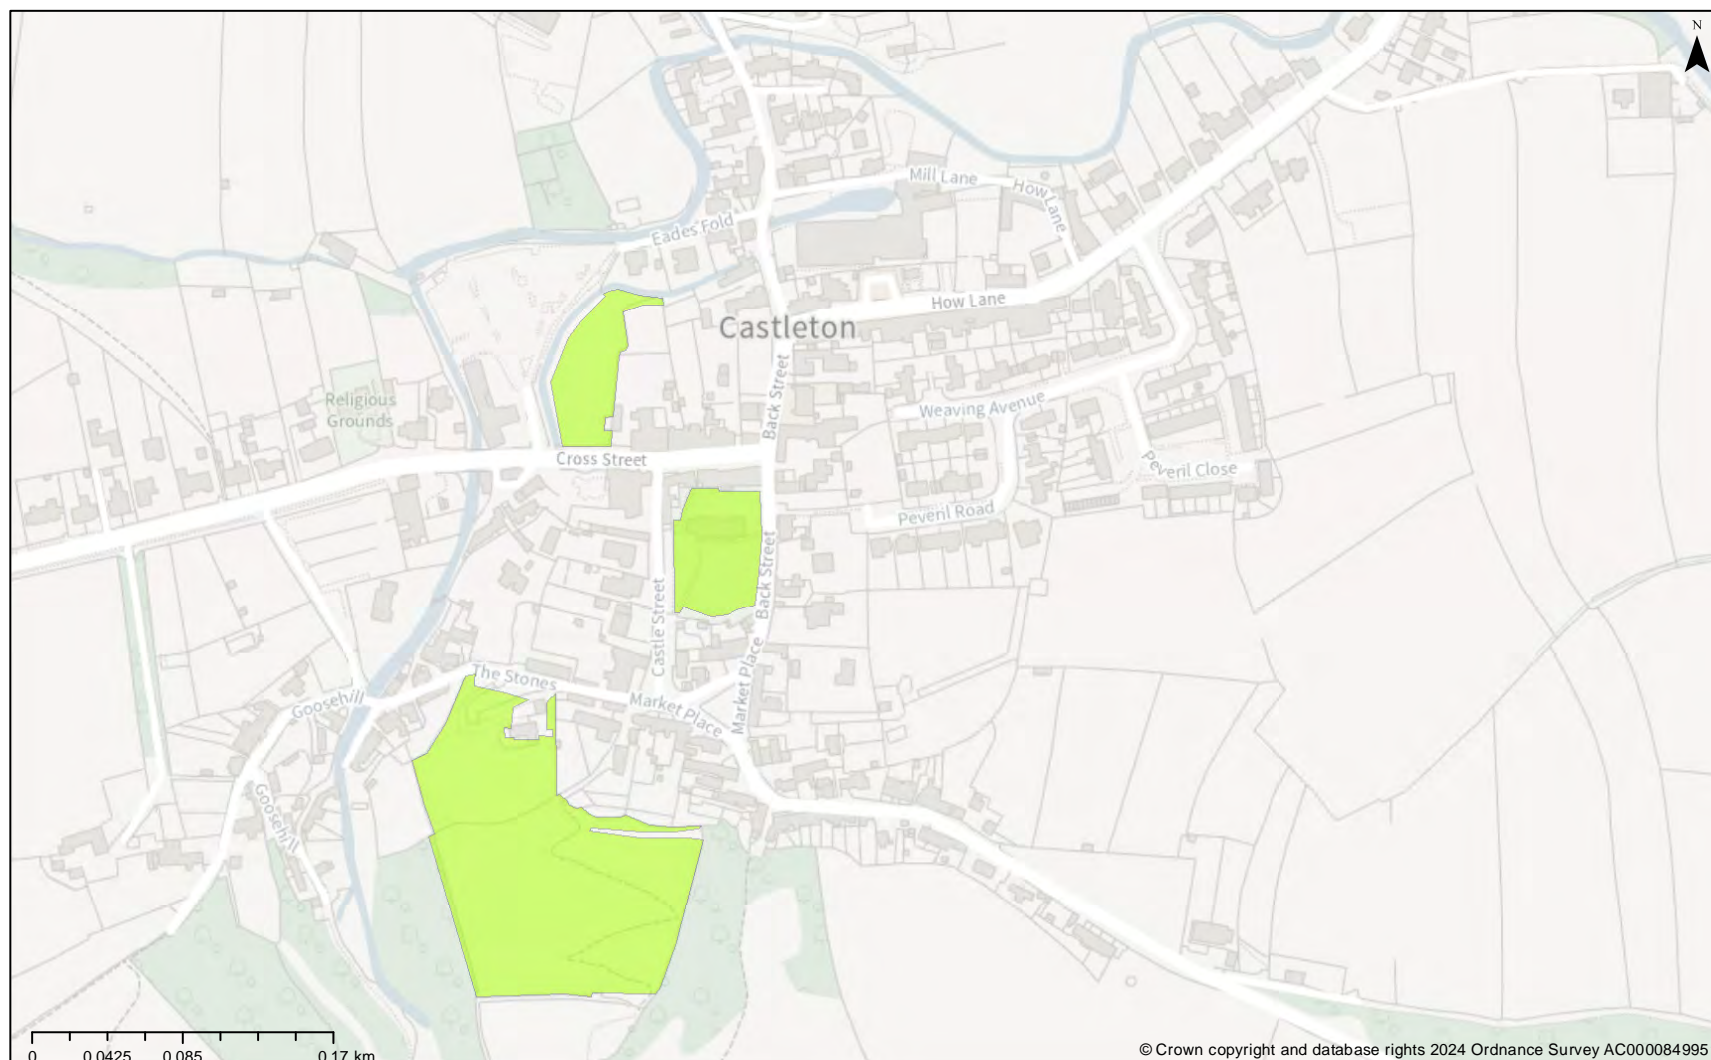 N
Mill Lane
How Lane
Eades Fold
How Lane
Castleton
Back Street
Religious
Grounds
Weaving Avenue
Cross Street
Peveril Close
Peveril Road
Back Street
Castle Street
The Stones
Goosehill
Market Place
Market Place
Goosehill
0 0.0425 0.085 0.17 km
© Crown copyright and database rights 2024 Ordnance Survey AC000084995